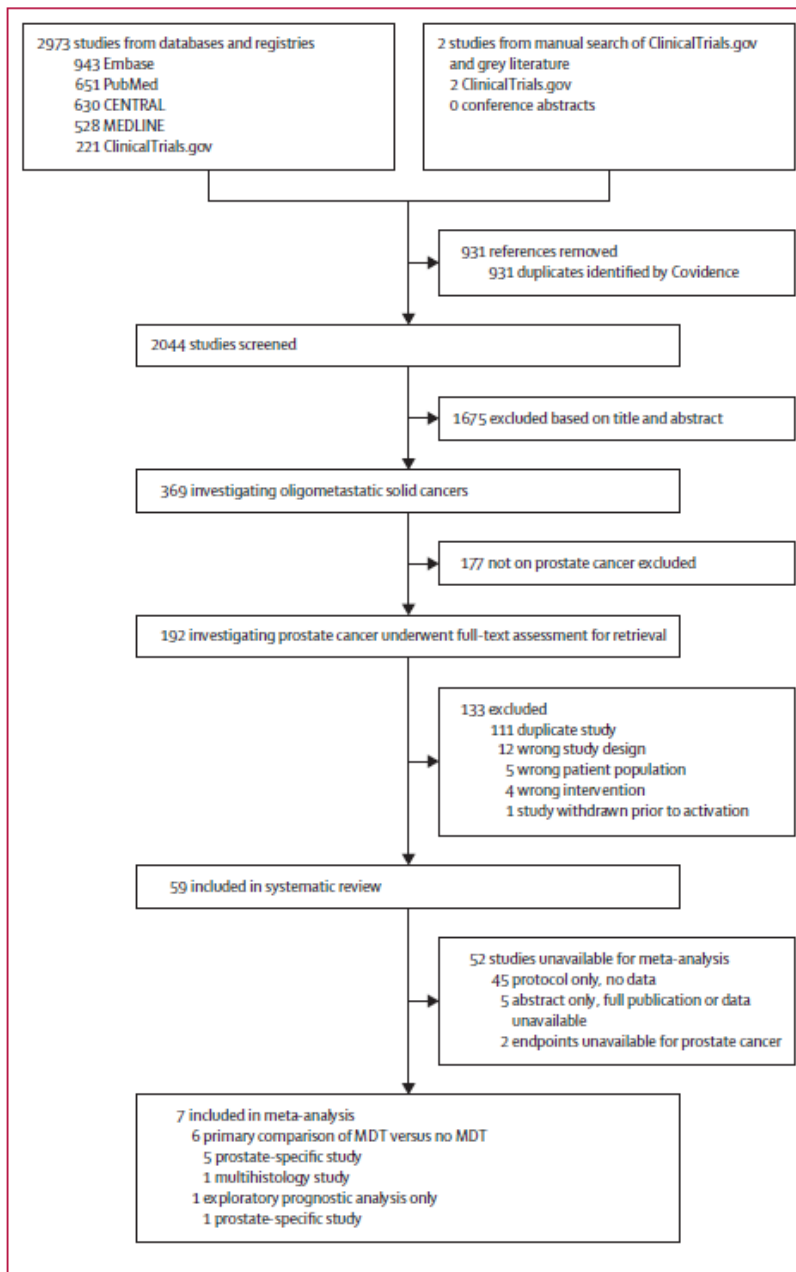 2973 studies from databases and registries
943 Embase
651 PubMed
630 CENTRAL
528 MEDLINE
221 ClinicalTrials.gov
2 studies from manual search of ClinicalTrials.gov
and grey literature
2 ClinicalTrials.gov
0 conference abstracts
931 references removed
931 duplicates identified by Covidence
2044 studies screened
1675 excluded based on title and abstract
369 investigating oligometastatic solid cancers
177 not on prostate cancer excluded
192 investigating prostate cancer underwent full-text assessment for retrieval
133 excluded
111 duplicate study
12 wrong study design
5 wrong patient population
4 wrong intervention
1 study withdrawn prior to activation
59 included in systematic review
52 studies unavailable for meta-analysis
45 protocol only, no data
5 abstract only, full publication or data
unavailable
2 endpoints unavailable for prostate cancer
7 included in meta-analysis
6 primary comparison of MDT versus no MDT
5 prostate-specific study
1 multihistology study
1 exploratory prognostic analysis only
1 prostate-specific study